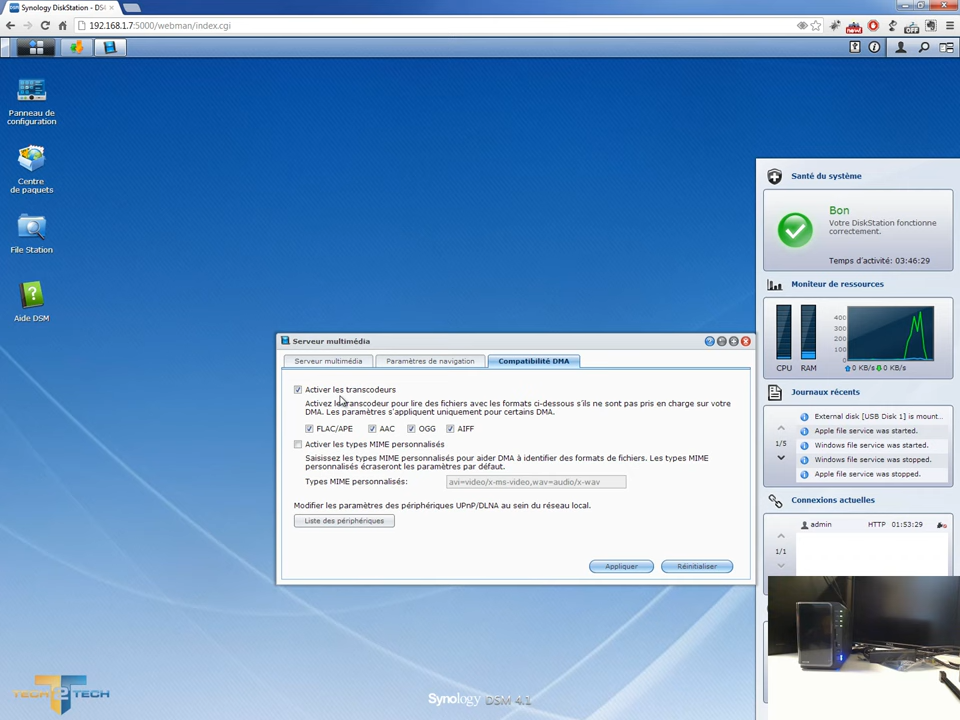 Synology DiskStation - DS
192.168.1.7:5000/webman/index.cgi
new!
OFF
Panneau de
configuration
Centre
de paquets
File Station
Aide DSM
Santé du système
Bon
Votre DiskStation fonctionne
correctement.
Temps d'activité: 03:46:29
Moniteur de ressources
400
300
200
100
0
CPU RAM
0 KB/s 0 KB/s
Journaux récents
1/5
External disk [USB Disk 1] is mount...
Apple file service was started.
Windows file service was started.
Windows file service was stopped.
Apple file service was stopped.
Connexions actuelles
1/1
admin HTTP 01:53:29
Serveur multimédia
Serveur multimédia Paramètres de navigation Compatibilité DMA
Activer les transcodeurs
Activez le transcodeur pour lire des fichiers avec les formats ci-dessous s'ils ne sont pas pris en charge sur votre
DMA. Les paramètres s'appliquent uniquement pour certains DMA.
FLAC/APE AAC OGG AIFF
Activer les types MIME personnalisés
Saisissez les types MIME personnalisés pour aider DMA à identifier des formats de fichiers. Les types MIME
personnalisés écraseront les paramètres par défaut.
Types MIME personnalisés: avi=video/x-ms-video,wav=audio/x-wav
Modifier les paramètres des périphériques UPnP/DLNA au sein du réseau local.
Liste des périphériques
Appliquer Réinitialiser
TECH E TECH
Synology DSM 4.1